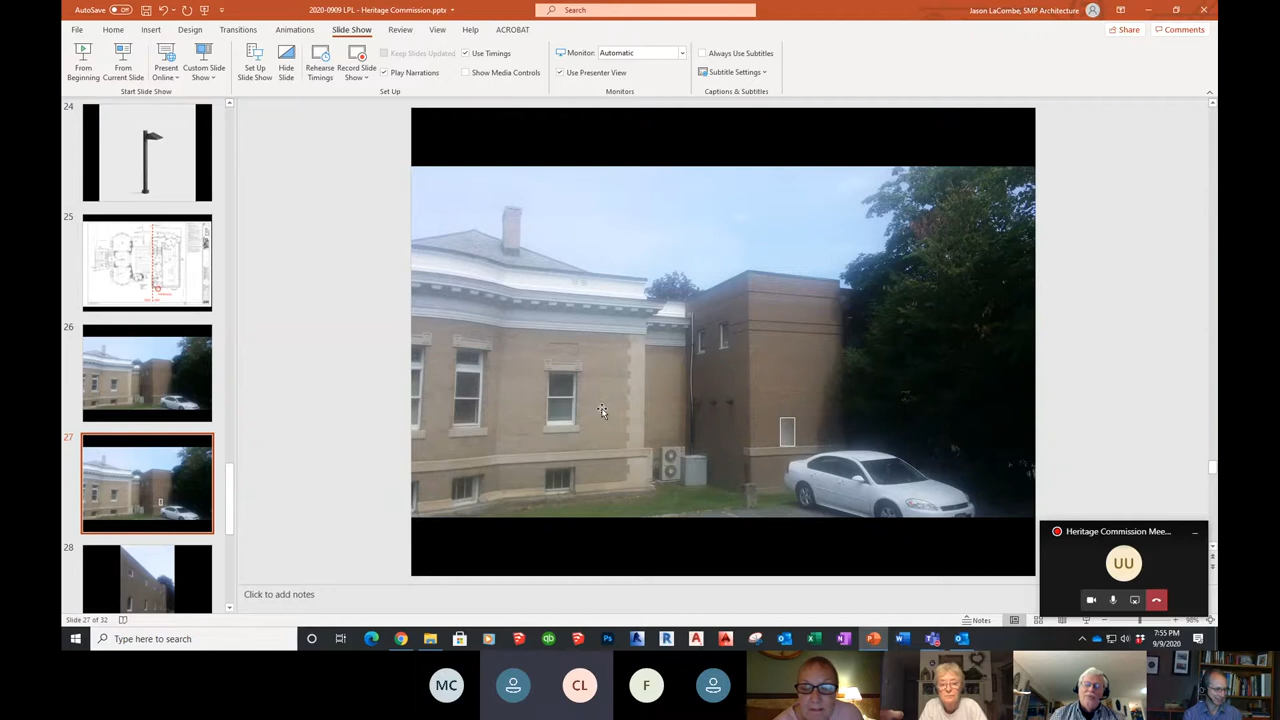 AutoSave Off 2020-0909 LPL - Heritage Commission.pptx Search Jason LaCombe, SMP Architecture
File Home Insert Design Transitions Animations Slide Show Review View Help ACROBAT Share Comments
From Beginning
From Current Slide
Present Online
Custom Slide Show
Set Up Slide Show
Hide Slide
Rehearse Timings
Record Slide Show
Keep Slides Updated
Use Timings
Play Narrations
Show Media Controls
Monitor: Automatic
Use Presenter View
Always Use Subtitles
Subtitle Settings
Start Slide Show Set Up Monitors Captions & Subtitles
24
25
26
27
28
Heritage Commission Mee...
UU
Click to add notes
Slide 27 of 32 Notes 98%
Type here to search
7:55 PM
9/9/2020
MC CL F